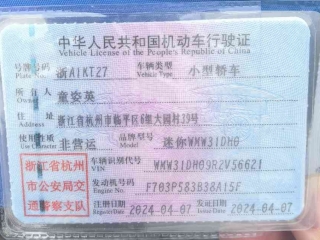 中华人民共和国机动车行驶证
Vehicle License of the People's Republic of China
号牌号码 浙A1KT27 车辆类型 小型轿车
Plate No. Vehicle Type
所有人 童姿英
Owner
住址 浙江省杭州市临平区6组大园村39号
Address
使用性质 非营运 品牌型号 迷你WMW31DH0
Use Character Model
浙江省杭州 车辆识别代号 WMW31DH09R2V56621
VIN
市公安局交 发动机号码 F703P583B38A15F
Engine No.
通警察支队 注册日期 2024-04-07 发证日期 2024-04-07
Register Date Issue Date